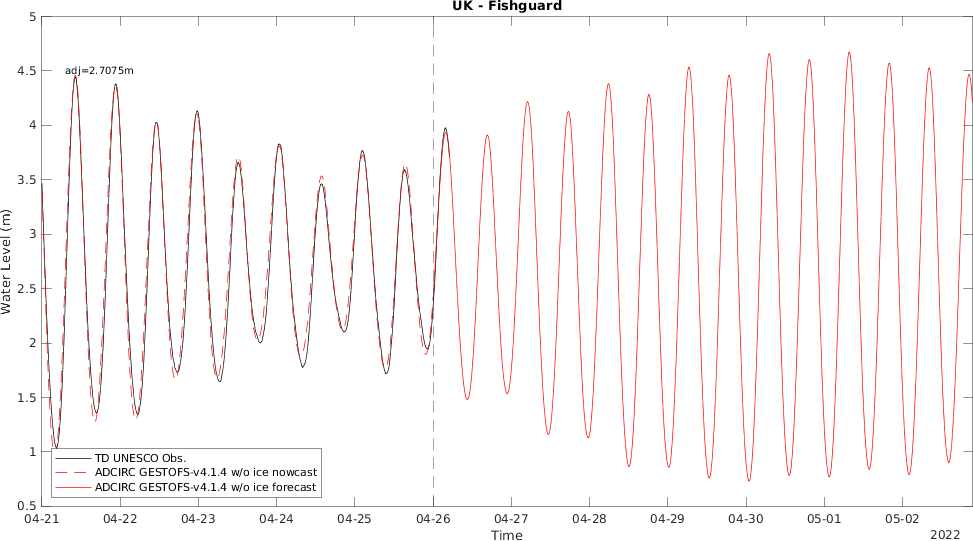 UK - Fishguard
adj=2.7075m
5
4.5
4
3.5
3
2.5
2
1.5
1
0.5
Water Level (m)
TD UNESCO Obs.
ADCIRC GESTOFS-v4.1.4 w/o ice nowcast
ADCIRC GESTOFS-v4.1.4 w/o ice forecast
04-21 04-22 04-23 04-24 04-25 04-26 04-27 04-28 04-29 04-30 05-01 05-02
Time
2022